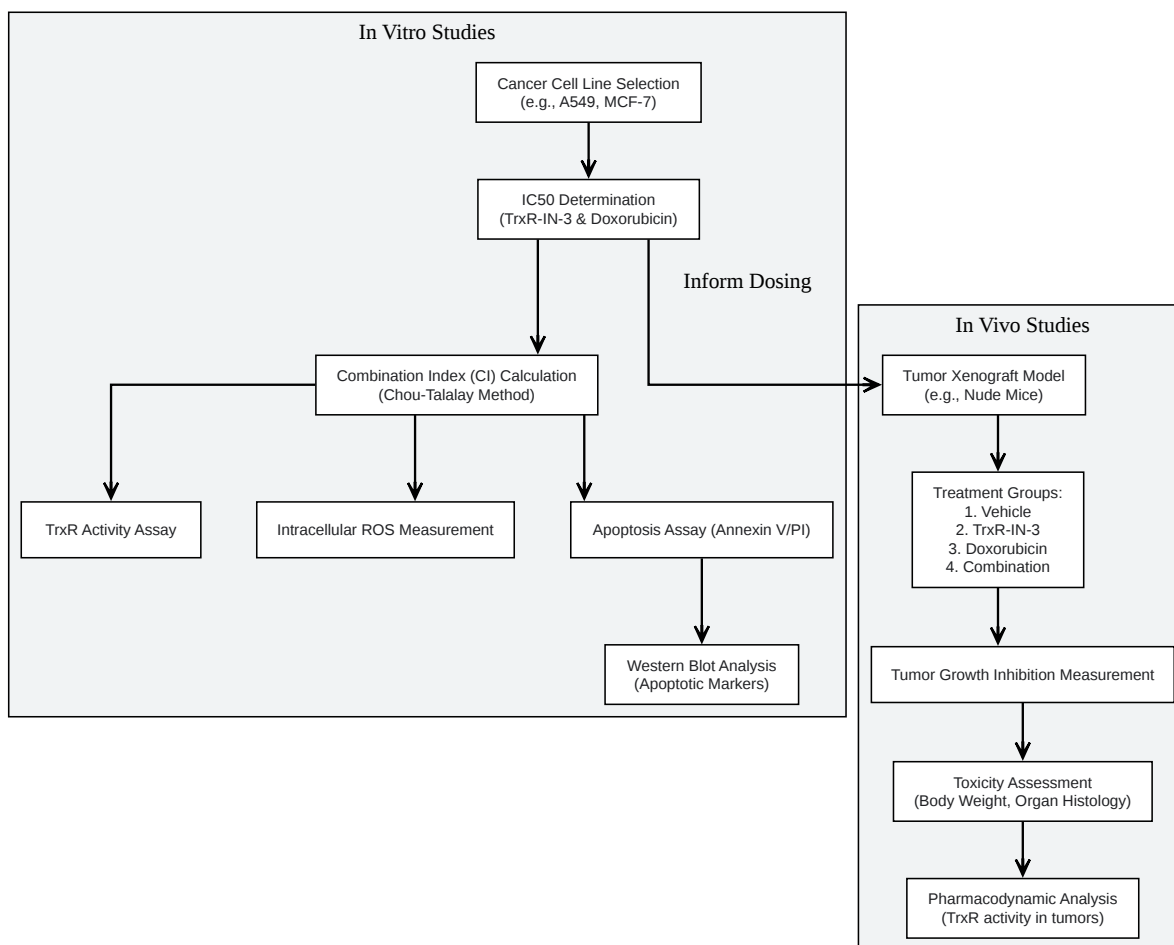 In Vitro Studies
Cancer Cell Line Selection
(e.g., A549, MCF-7)
IC50 Determination
(TrxR-IN-3 & Doxorubicin)
Inform Dosing
Combination Index (CI) Calculation
(Chou-Talalay Method)
TrxR Activity Assay
Intracellular ROS Measurement
Apoptosis Assay (Annexin V/PI)
Western Blot Analysis
(Apoptotic Markers)
In Vivo Studies
Tumor Xenograft Model
(e.g., Nude Mice)
Treatment Groups:
1. Vehicle
2. TrxR-IN-3
3. Doxorubicin
4. Combination
Tumor Growth Inhibition Measurement
Toxicity Assessment
(Body Weight, Organ Histology)
Pharmacodynamic Analysis
(TrxR activity in tumors)